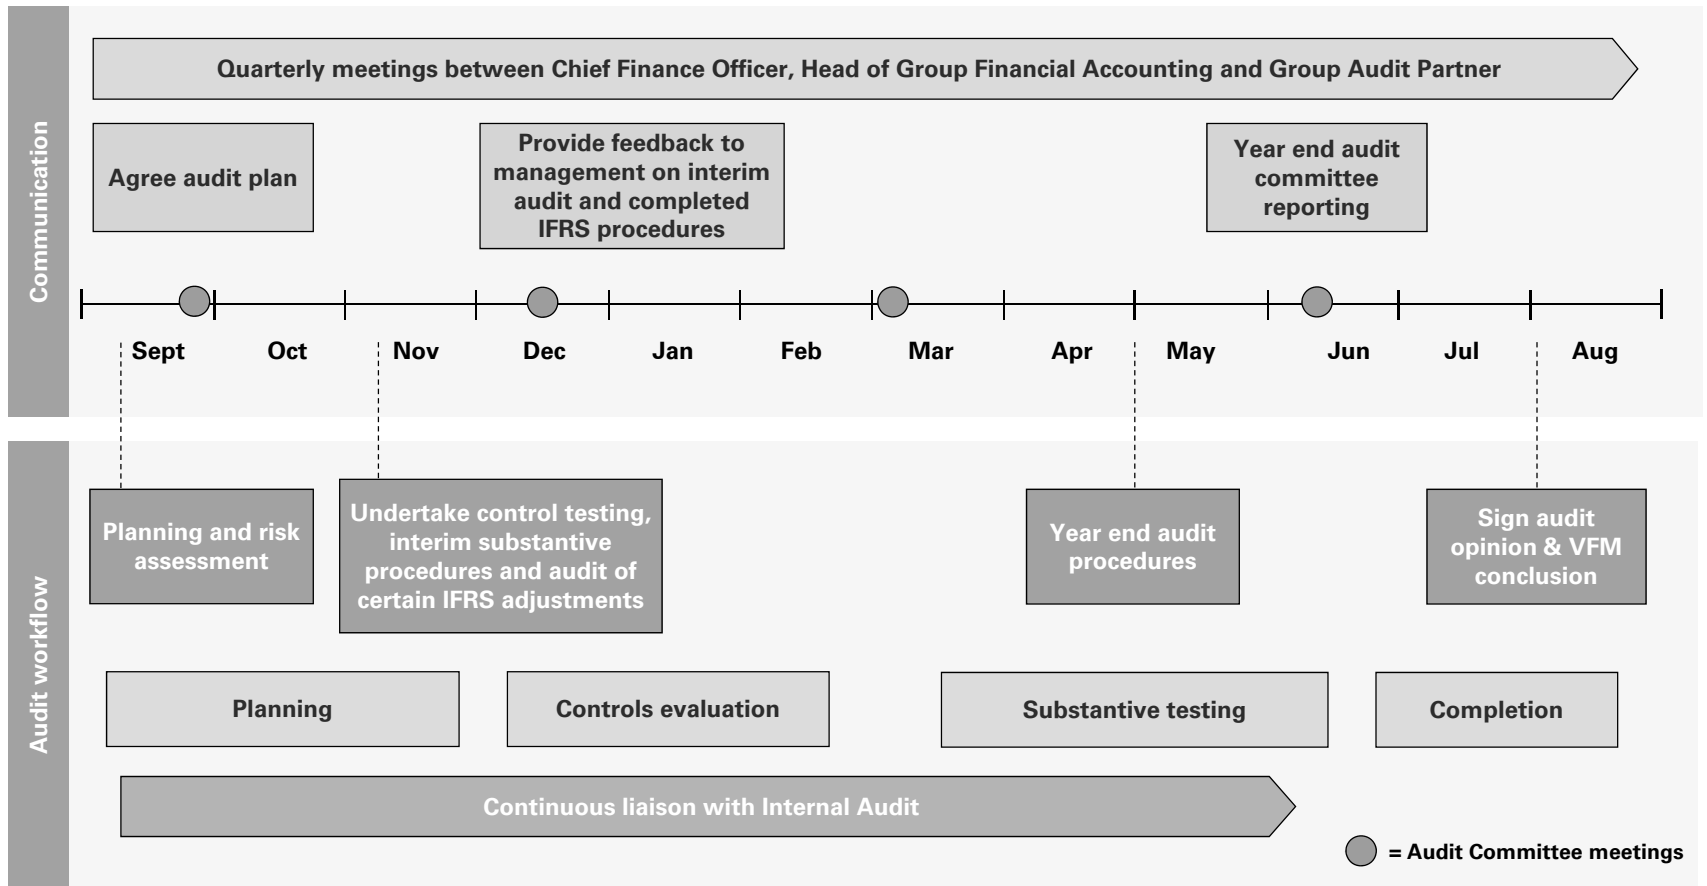 Communication
Quarterly meetings between Chief Finance Officer, Head of Group Financial Accounting and Group Audit Partner
Agree audit plan
Provide feedback to
management on interim
audit and completed
IFRS procedures
Year end audit
committee
reporting
Sept Oct Nov Dec Jan Feb Mar Apr May Jun Jul Aug
Audit workflow
Planning and risk
assessment
Undertake control testing,
interim substantive
procedures and audit of
certain IFRS adjustments
Year end audit
procedures
Sign audit
opinion & VFM
conclusion
Planning
Controls evaluation
Substantive testing
Completion
Continuous liaison with Internal Audit
= Audit Committee meetings